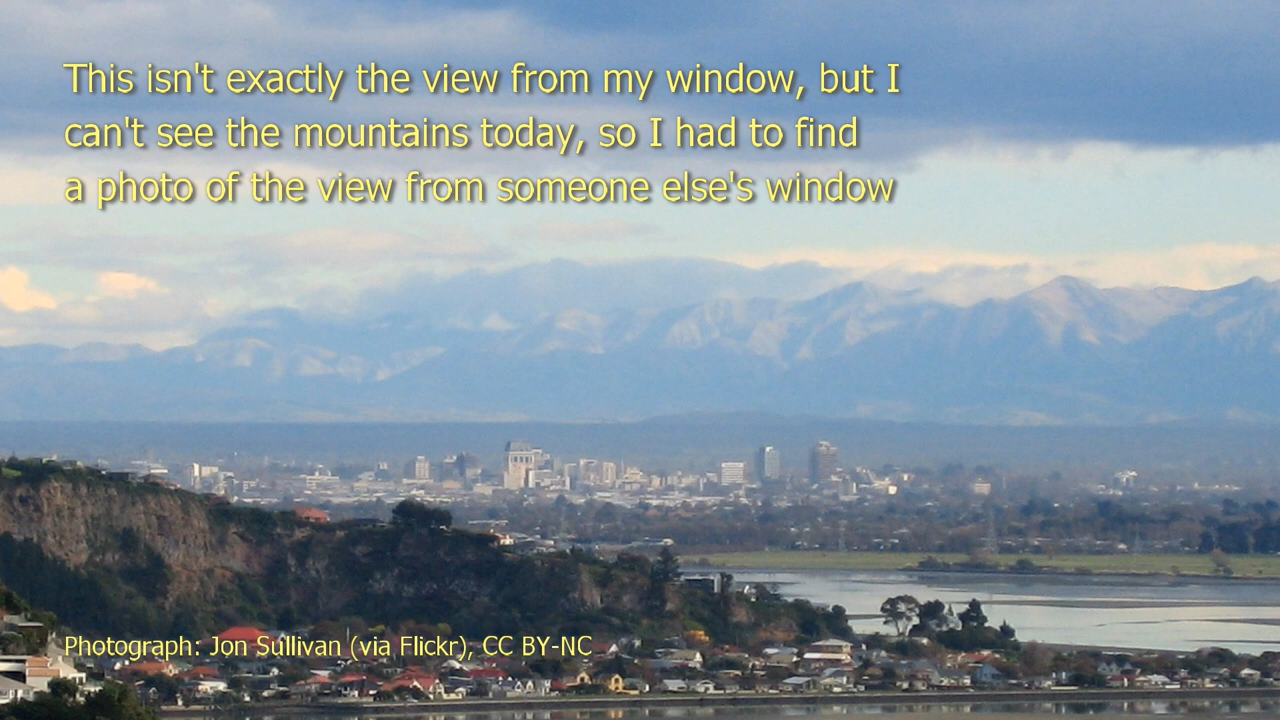 This isn't exactly the view from my window, but I
can't see the mountains today, so I had to find
a photo of the view from someone else's window
Photograph: Jon Sullivan (via Flickr), CC BY-NC